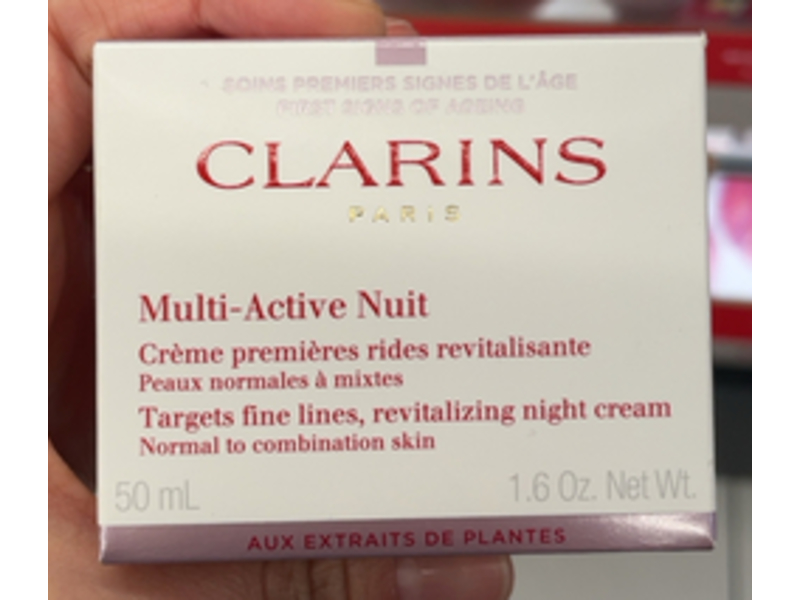 SOINS PREMIERS SIGNES DE L'ÂGE
FIRST SIGNS OF AGEING
CLARINS
PARIS
Multi-Active Nuit
Crème premières rides revitalisante
Peaux normales à mixtes
Targets fine lines, revitalizing night cream
Normal to combination skin
50 mL 1.6 Oz. Net Wt.
AUX EXTRAITS DE PLANTES